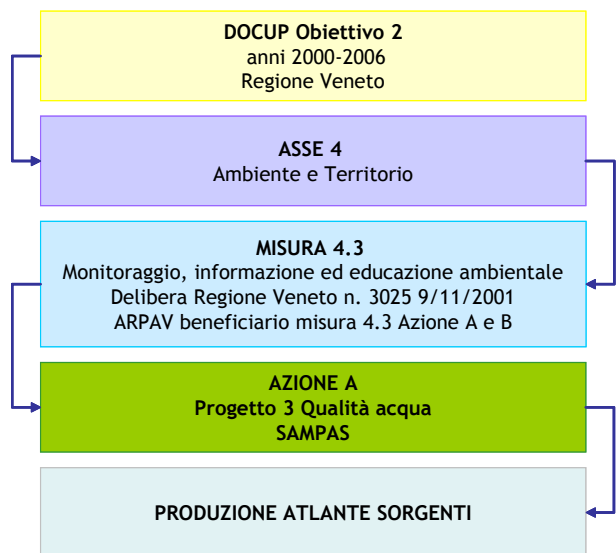 DOCUP Obiettivo 2
anni 2000-2006
Regione Veneto
ASSE 4
Ambiente e Territorio
MISURA 4.3
Monitoraggio, informazione ed educazione ambientale
Delibera Regione Veneto n. 3025 9/11/2001
ARPAV beneficiario misura 4.3 Azione A e B
AZIONE A
Progetto 3 Qualità acqua
SAMPAS
PRODUZIONE ATLANTE SORGENTI